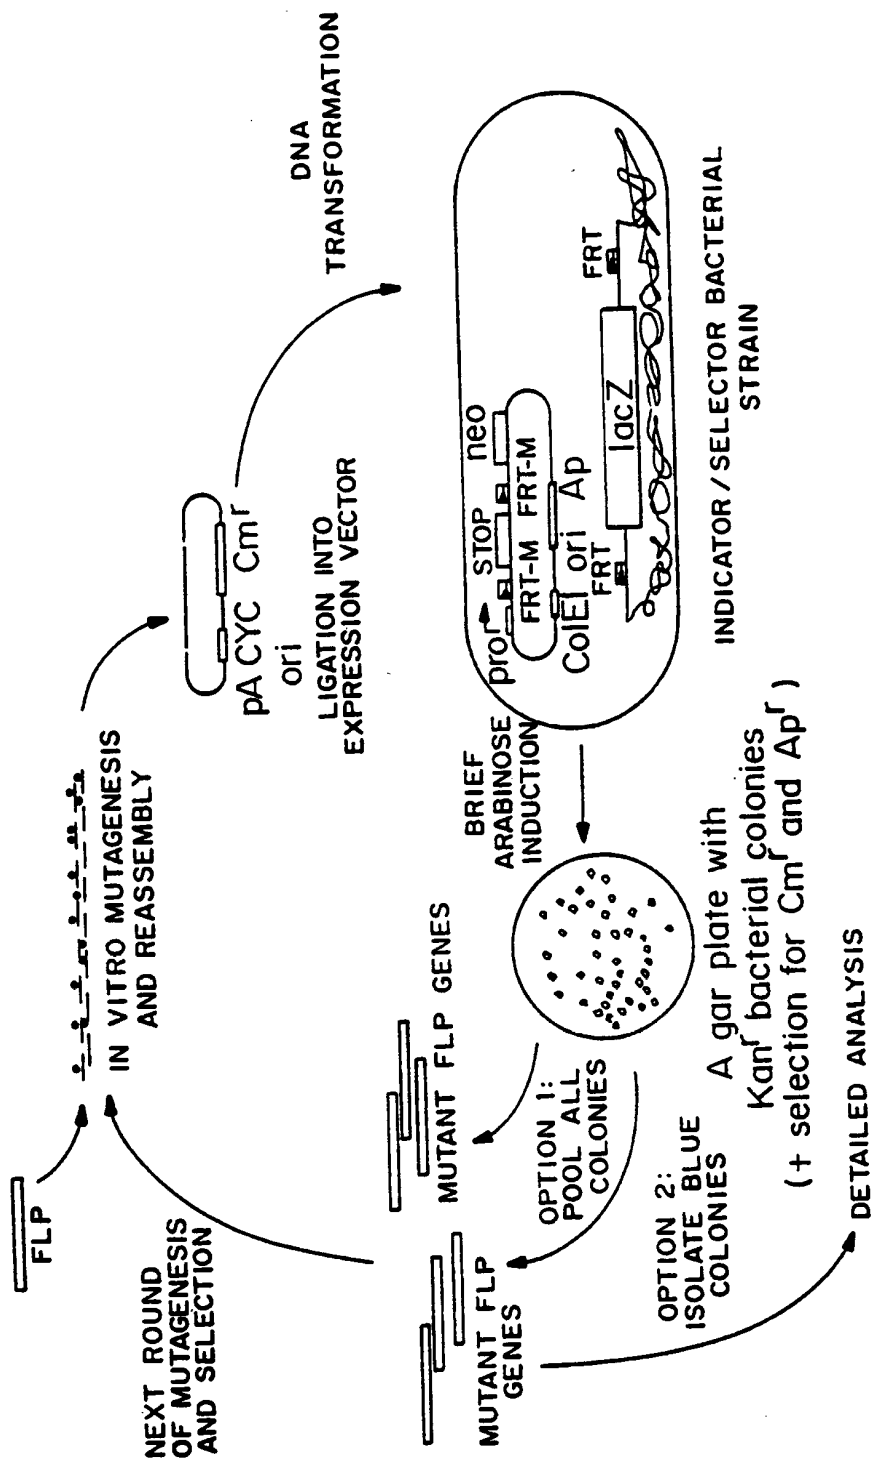 FLP
IN VITRO MUTAGENESIS
AND REASSEMBLY
pA CYC Cmr
ori
LIGATION INTO
EXPRESSION VECTOR
DNA
TRANSFORMATION
pro STOP neo
FRT-M FRT-M
ColEI ori Ap
FRT lacZ FRT
INDICATOR/SELECTOR BACTERIAL
STRAIN
BRIEF
ARABINOSE
INDUCTION
A gar plate with
Kanr bacterial colonies
(+ selection for Cmr and Apr)
OPTION 1:
POOL ALL
COLONIES
MUTANT FLP GENES
OPTION 2:
ISOLATE BLUE
COLONIES
MUTANT FLP
GENES
DETAILED ANALYSIS
NEXT ROUND
OF MUTAGENESIS
AND SELECTION